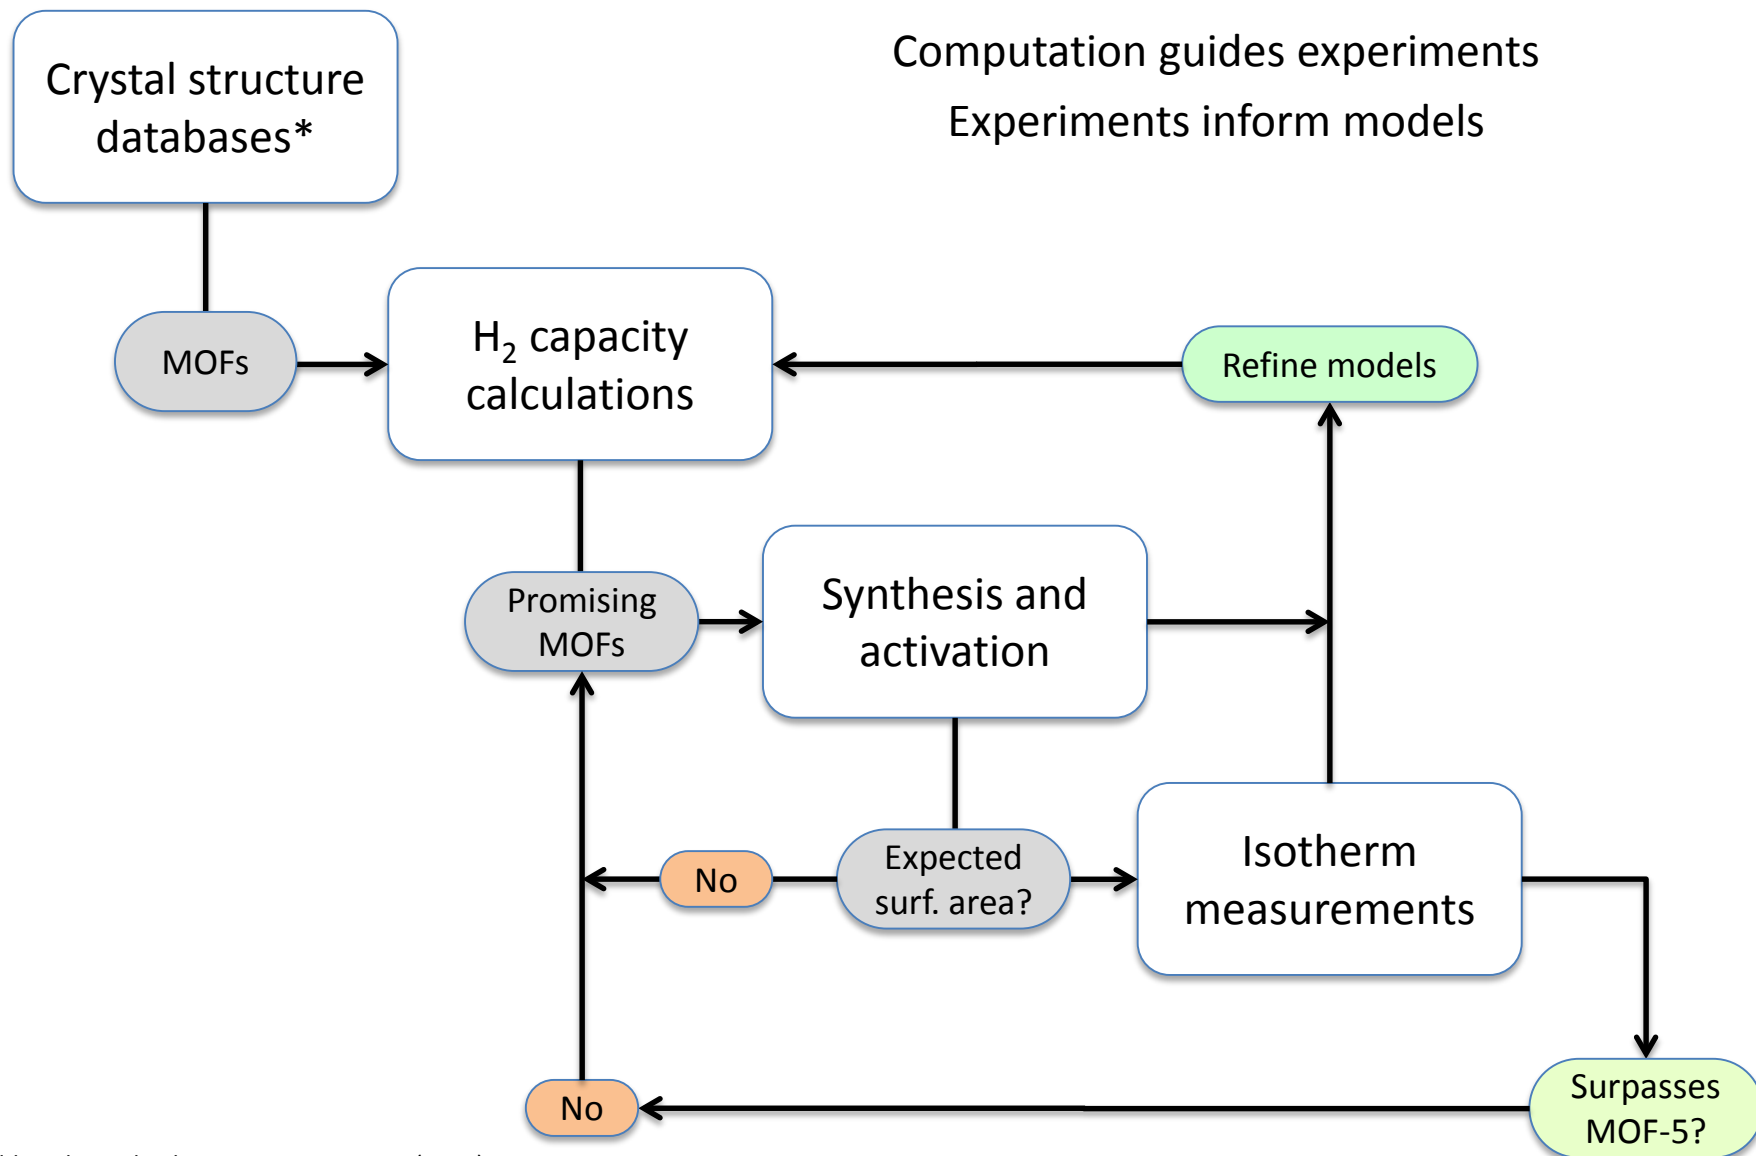 Computation guides experiments
Experiments inform models
Crystal structure
databases*
MOFs
H₂ capacity
calculations
Refine models
Promising
MOFs
Synthesis and
activation
No
Expected
surf. area?
Isotherm
measurements
No
Surpasses
MOF-5?